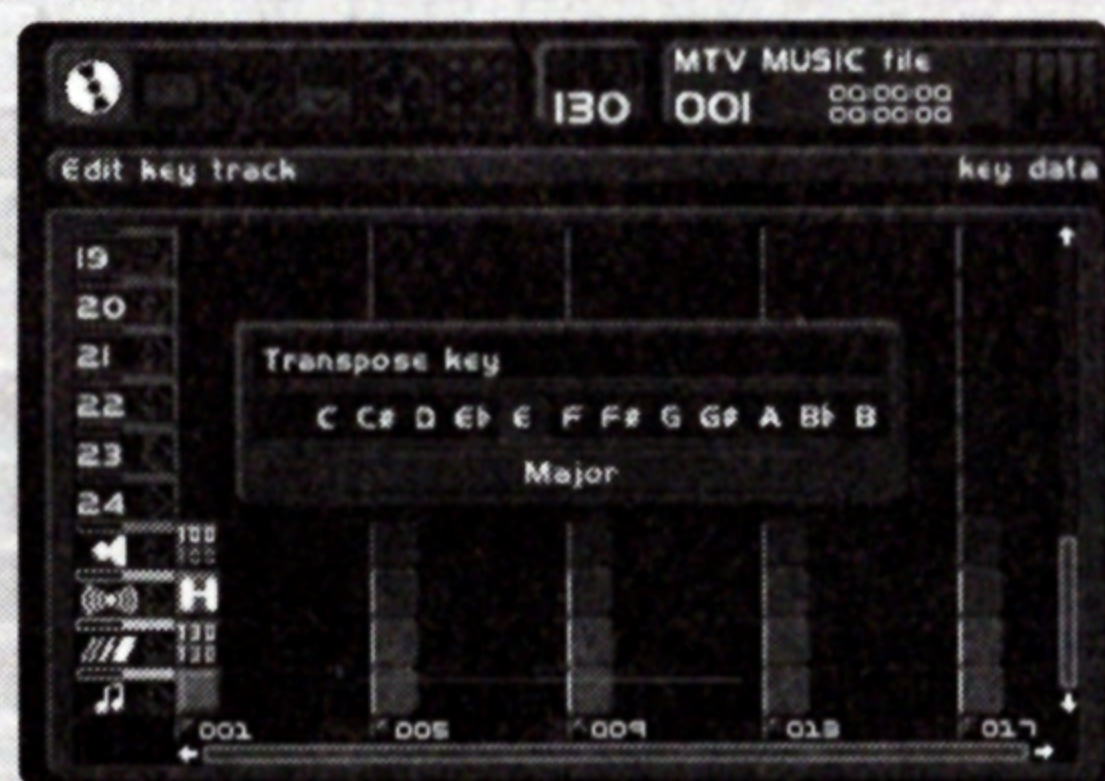 MTV MUSIC file
130 001 00:00:00
00:00:00
Edit key track key data
19
20
21
Transpose key
22
C C# D E♭ E F F# G G# A B♭ B
23
Major
24
100
100
H
130
130
001 005 009 013 017